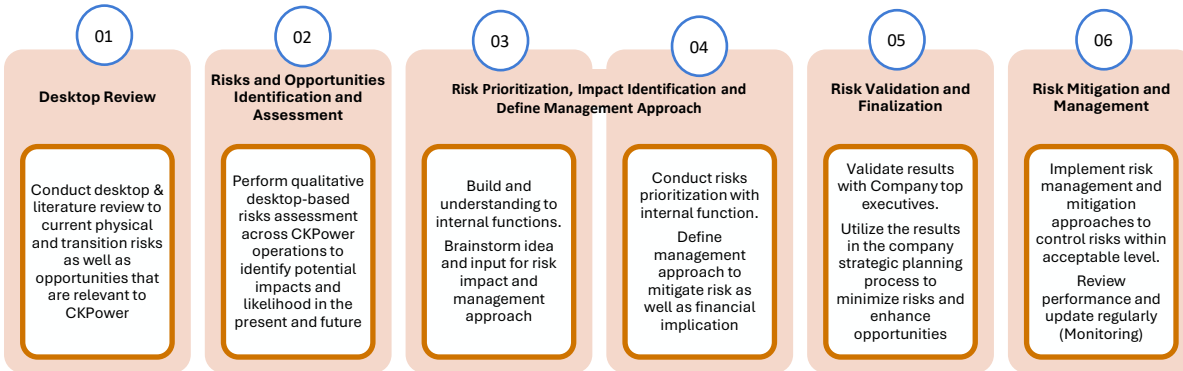 01
Desktop Review
Conduct desktop &
literature review to
current physical
and transition risks
as well as
opportunities that
are relevant to
CKPower
02
Risks and Opportunities
Identification and
Assessment
Perform qualitative
desktop-based
risks assessment
across CKPower
operations to
identify potential
impacts and
likelihood in the
present and future
03
04
Risk Prioritization, Impact Identification and
Define Management Approach
Build and
understanding to
internal functions.
Brainstorm idea
and input for risk
impact and
management
approach
Conduct risks
prioritization with
internal function.
Define
management
approach to
mitigate risk as
well as financial
implication
05
Risk Validation and
Finalization
Validate results
with Company top
executives.
Utilize the results
in the company
strategic planning
process to
minimize risks and
enhance
opportunities
06
Risk Mitigation and
Management
Implement risk
management and
mitigation
approaches to
control risks within
acceptable level.
Review
performance and
update regularly
(Monitoring)